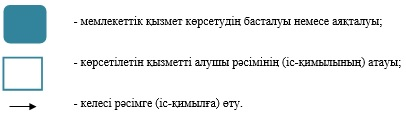 - мемлекеттік қызмет көрсетудің басталуы немесе аяқталуы;
- көрсетілетін қызметті алушы рәсімінің (іс-қимылының) атауы;
- келесі рәсімге (іс-қимылға) өту.